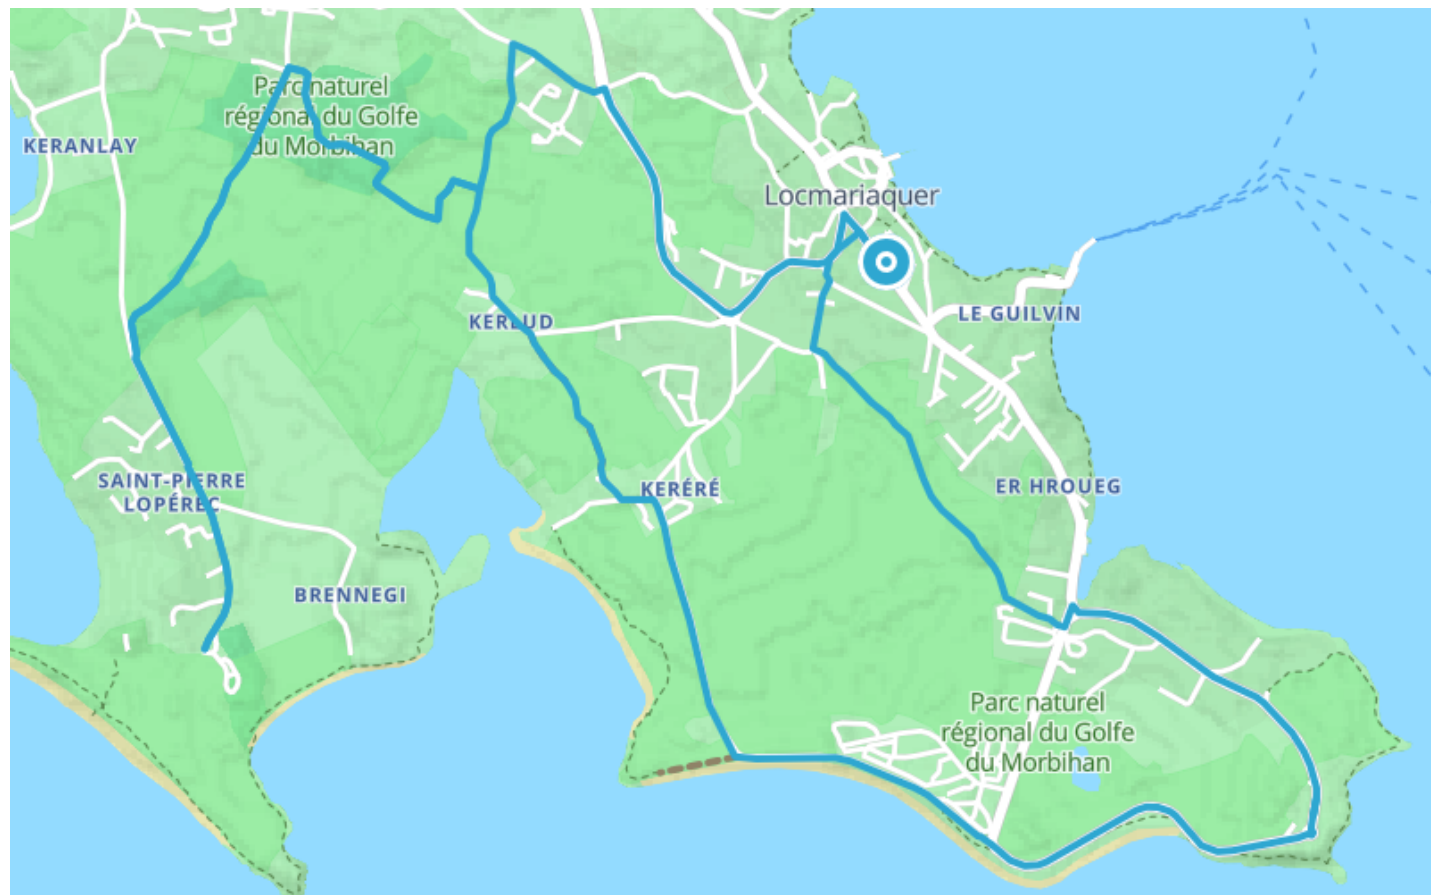 Parc naturel
régional du Golfe
du Morbihan
KERANLAY
Locmariaquer
KERLUD
LE GUILVIN
SAINT-PIERRE
LOPÉREC
KERÉRÉ
ER HROUEG
BRENNEGI
Parc naturel
régional du Golfe
du Morbihan